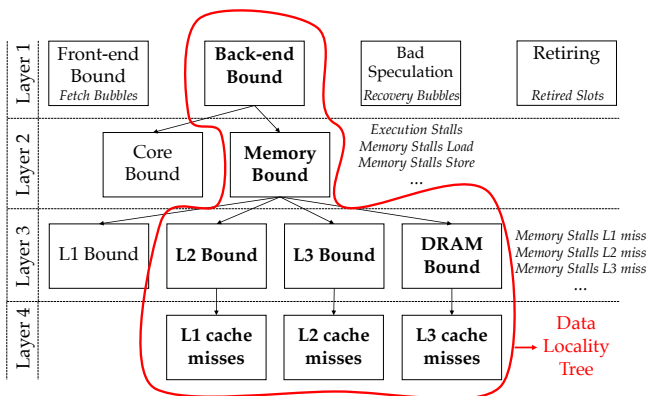 Layer 1
Front-end
Bound
Fetch Bubbles
Back-end
Bound
Bad
Speculation
Recovery Bubbles
Retiring
Retired Slots
Layer 2
Core
Bound
Memory
Bound
Execution Stalls
Memory Stalls Load
Memory Stalls Store
...
Layer 3
L1 Bound
L2 Bound
L3 Bound
DRAM
Bound
Memory Stalls L1 miss
Memory Stalls L2 miss
Memory Stalls L3 miss
...
Layer 4
L1 cache
misses
L2 cache
misses
L3 cache
misses
Data
Locality
Tree